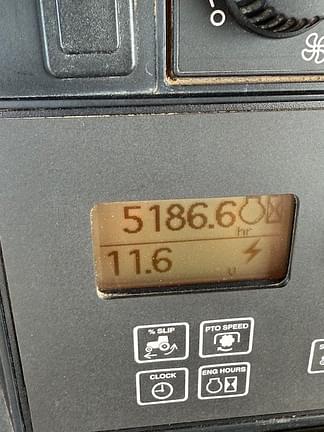 5186.6
hr
11.6
u
% SLIP
PTO SPEED
CLOCK
ENG HOURS